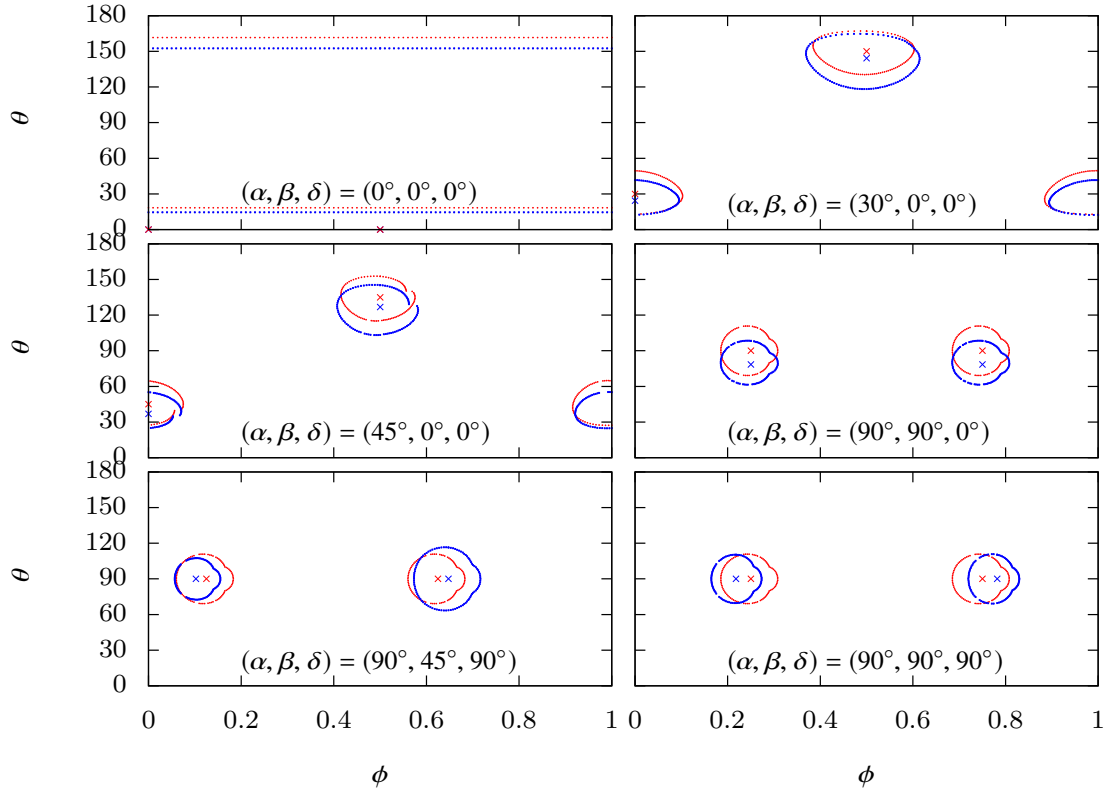 180
150
120
90
60
30
0
θ
(α, β, δ) = (0°, 0°, 0°)
(α, β, δ) = (30°, 0°, 0°)
180
150
120
90
60
30
0
θ
(α, β, δ) = (45°, 0°, 0°)
(α, β, δ) = (90°, 90°, 0°)
180
150
120
90
60
30
0
θ
(α, β, δ) = (90°, 45°, 90°)
(α, β, δ) = (90°, 90°, 90°)
0 0.2 0.4 0.6 0.8 1
0 0.2 0.4 0.6 0.8 1
ϕ
ϕ